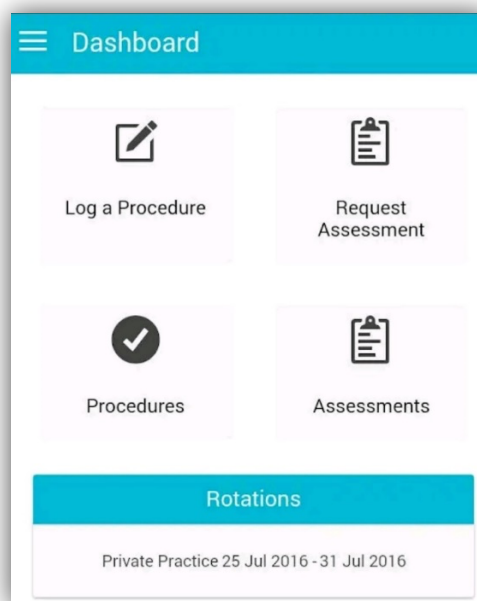 Dashboard
Log a Procedure
Request
Assessment
Procedures
Assessments
Rotations
Private Practice 25 Jul 2016 - 31 Jul 2016